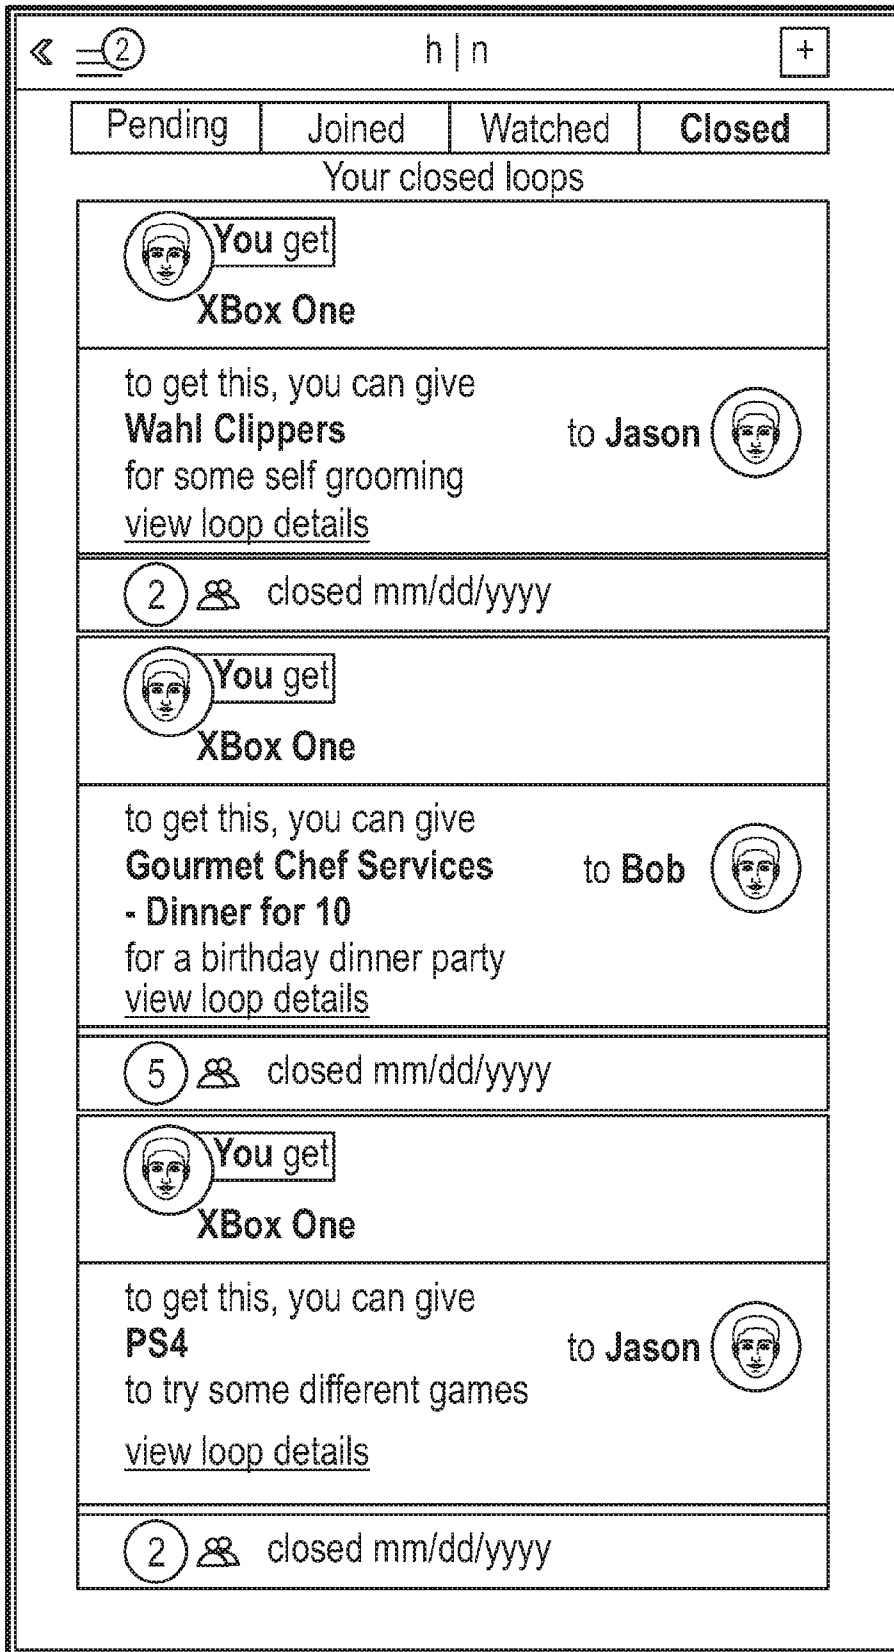 « 2 h | n +
Pending Joined Watched Closed
Your closed loops
You get
XBox One
to get this, you can give
Wahl Clippers to Jason
for some self grooming
view loop details
2 closed mm/dd/yyyy
You get
XBox One
to get this, you can give
Gourmet Chef Services to Bob
- Dinner for 10
for a birthday dinner party
view loop details
5 closed mm/dd/yyyy
You get
XBox One
to get this, you can give
PS4 to Jason
to try some different games
view loop details
2 closed mm/dd/yyyy